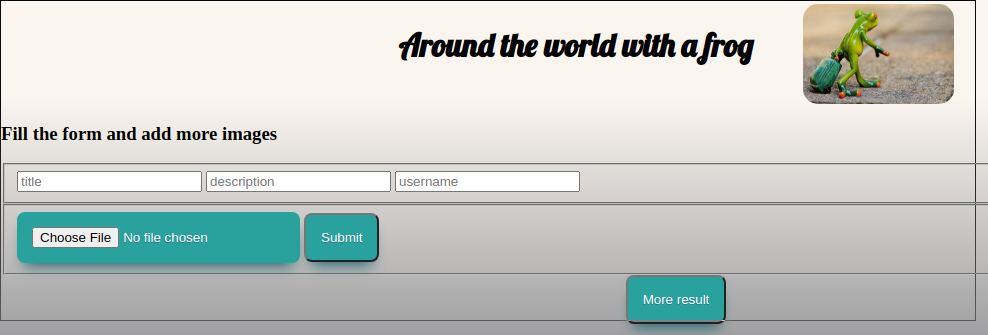 Around the world with a frog
Fill the form and add more images
title description username
Choose File No file chosen Submit
More result